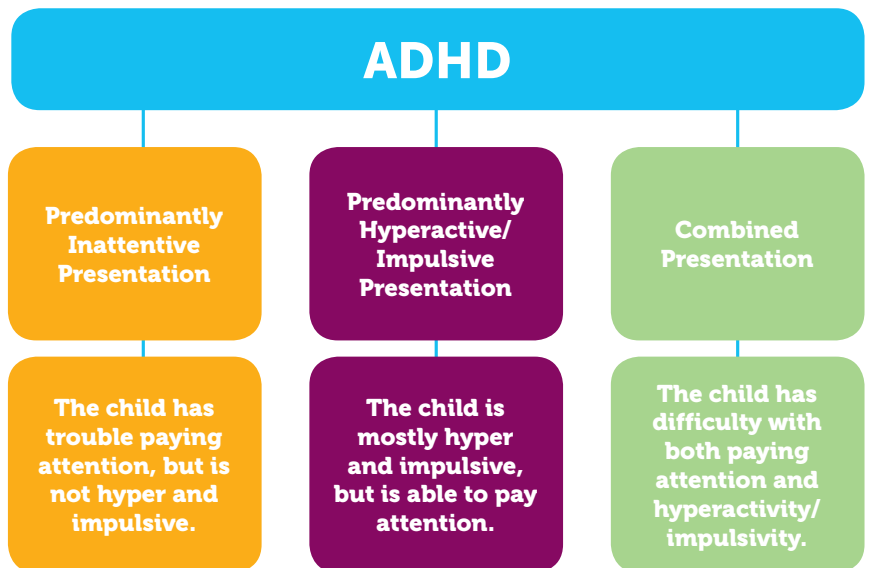 ADHD
Predominantly
Inattentive
Presentation
Predominantly
Hyperactive/
Impulsive
Presentation
Combined
Presentation
The child has
trouble paying
attention, but is
not hyper and
impulsive.
The child is
mostly hyper
and impulsive,
but is able to pay
attention.
The child has
difficulty with
both paying
attention and
hyperactivity/
impulsivity.